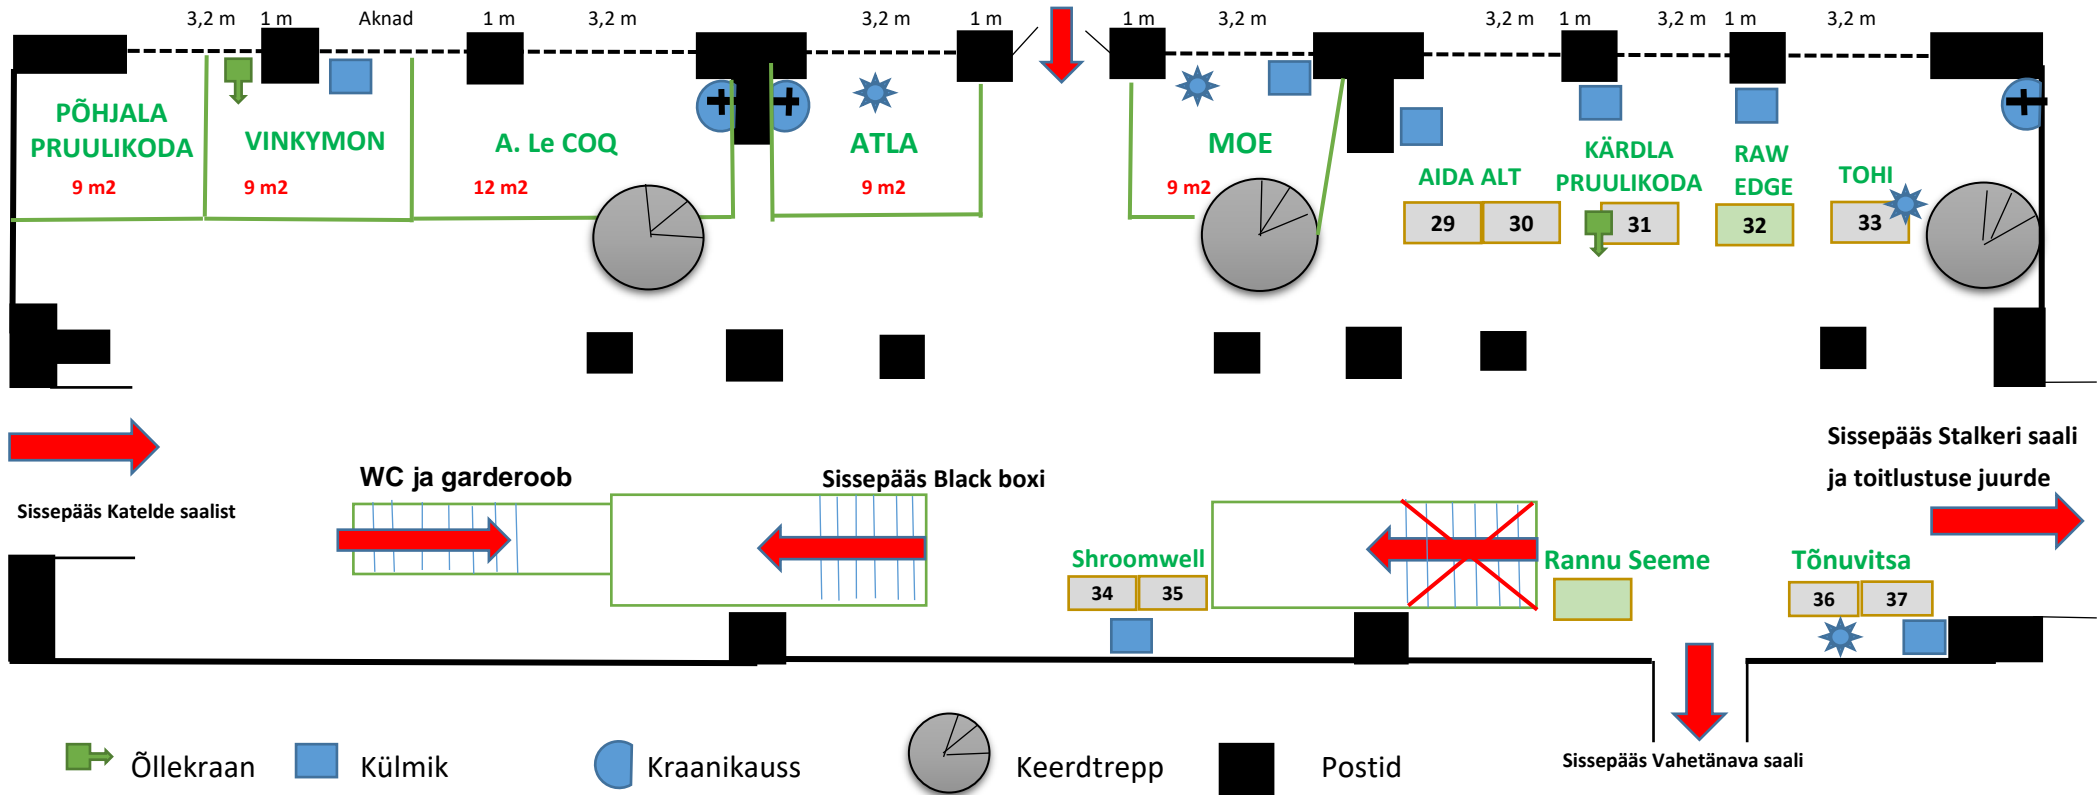 3,2 m 1 m Aknad 1 m 3,2 m 3,2 m 1 m 1 m 3,2 m 3,2 m 1 m 3,2 m 1 m 3,2 m
PÕHJALA
PRUULIKODA
9 m2
VINKYMON
9 m2
A. Le COQ
12 m2
ATLA
9 m2
MOE
9 m2
AIDA ALT
29 30
KÄRDLA
PRUULIKODA
31
RAW
EDGE
32
TOHI
33
Sissepääs Katelde saalist
WC ja garderoob
Sissepääs Black boxi
Sissepääs Stalkeri saali
ja toitlustuse juurde
Shroomwell
34 35
Rannu Seeme
Tõnuvitsa
36 37
Sissepääs Vahetänava saali
Õllekraan Külmik Kraanikauss Keerdtrepp Postid